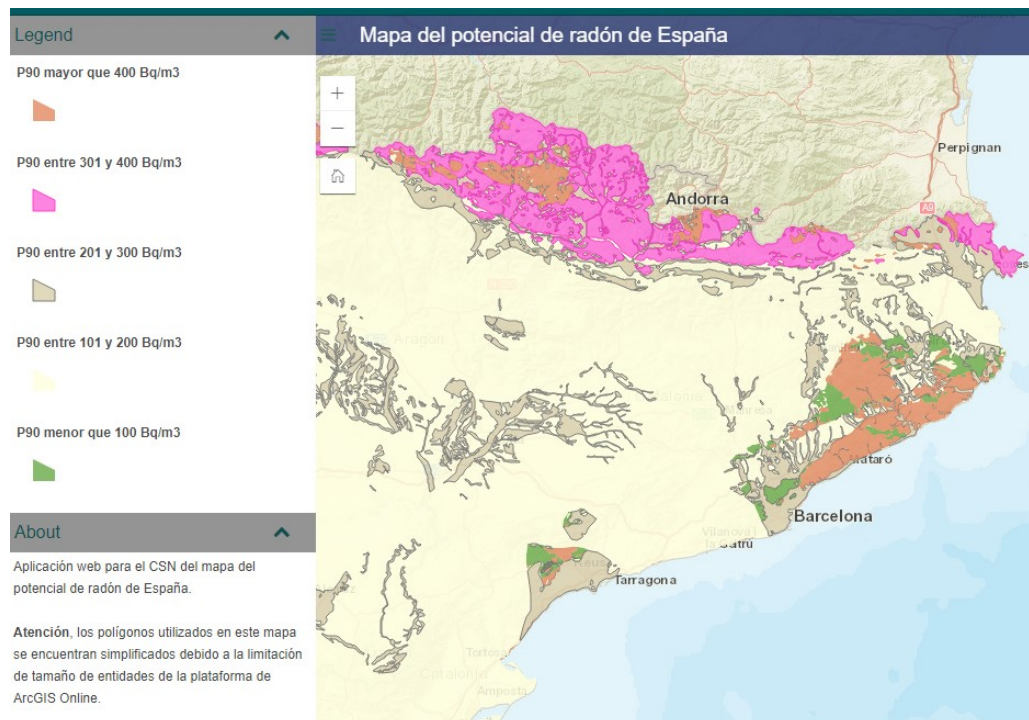 Legend
Mapa del potencial de radón de España
P90 mayor que 400 Bq/m3
P90 entre 301 y 400 Bq/m3
P90 entre 201 y 300 Bq/m3
P90 entre 101 y 200 Bq/m3
P90 menor que 100 Bq/m3
About
Aplicación web para el CSN del mapa del
potencial de radón de España.
Atención, los polígonos utilizados en este mapa
se encuentran simplificados debido a la limitación
de tamaño de entidades de la plataforma de
ArcGIS Online.
+
−
Perpignan
Andorra
A9
Aragón
Barcelona
Vilanova i
la
Tarragona
Tortosa
Amposta